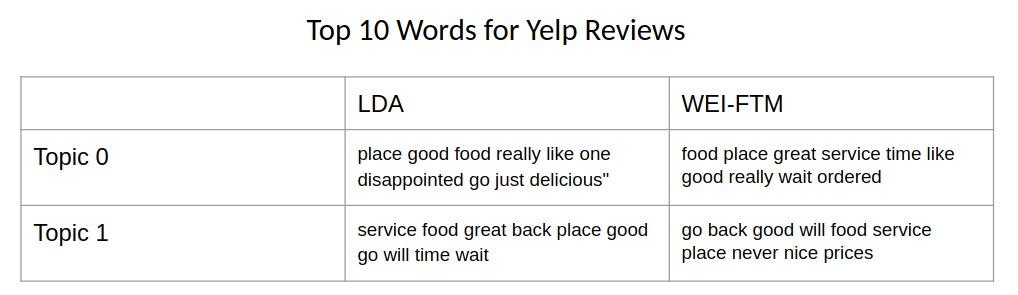 Top 10 Words for Yelp Reviews
LDA
WEI-FTM
Topic 0
place good food really like one
disappointed go just delicious"
food place great service time like
good really wait ordered
Topic 1
service food great back place good
go will time wait
go back good will food service
place never nice prices